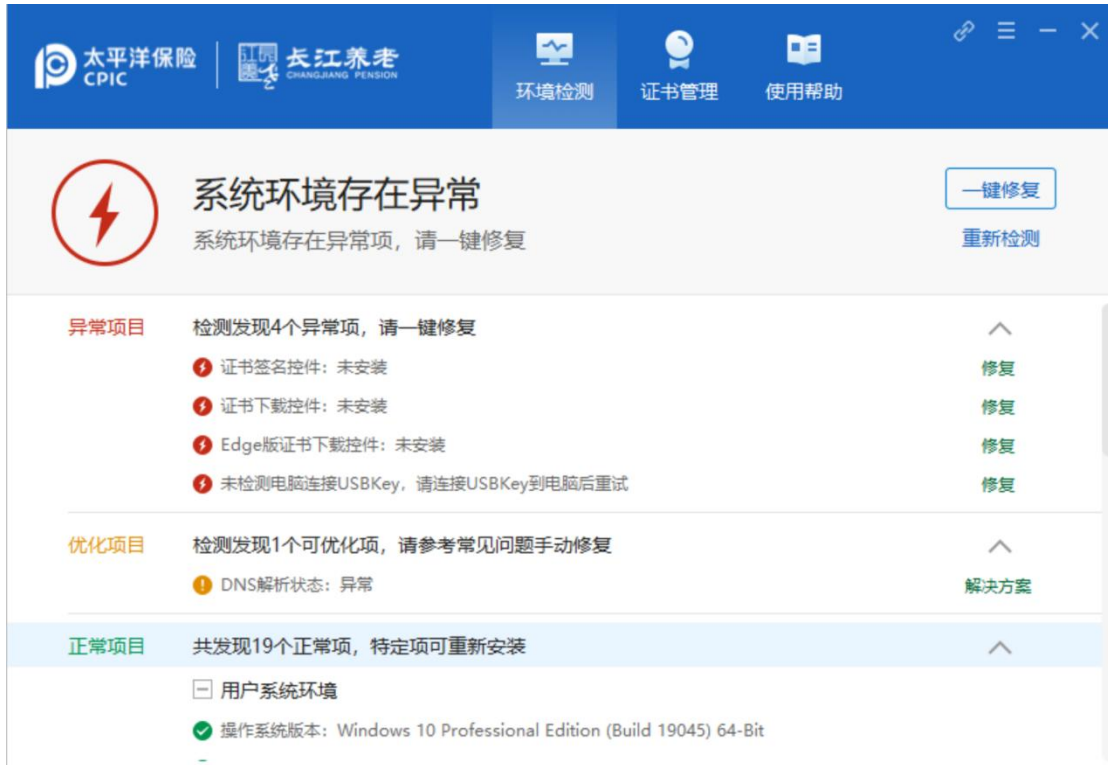 太平洋保险
CPIC
长江养老
CHANGJIANG PENSION
环境检测
证书管理
使用帮助
系统环境存在异常
系统环境存在异常项，请一键修复
一键修复
重新检测
异常项目 检测发现4个异常项，请一键修复
证书签名控件：未安装 修复
证书下载控件：未安装 修复
Edge版证书下载控件：未安装 修复
未检测电脑连接USBKey，请连接USBKey到电脑后重试 修复
优化项目 检测发现1个可优化项，请参考常见问题手动修复
DNS解析状态：异常 解决方案
正常项目 共发现19个正常项，特定项可重新安装
用户系统环境
操作系统版本：Windows 10 Professional Edition (Build 19045) 64-Bit